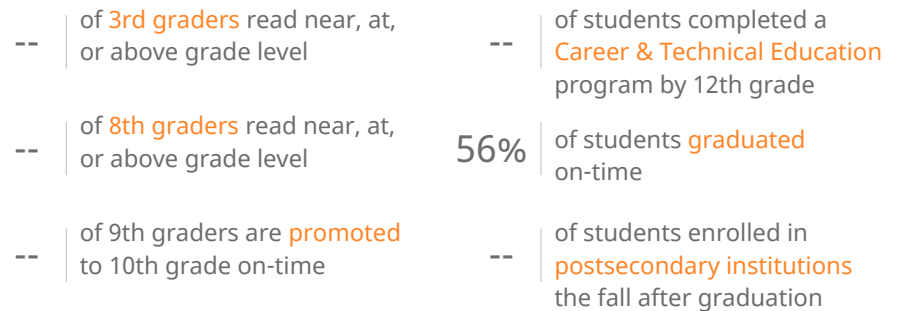 -- of 3rd graders read near, at,
or above grade level
-- of 8th graders read near, at,
or above grade level
-- of 9th graders are promoted
to 10th grade on-time
-- of students completed a
Career & Technical Education
program by 12th grade
56% of students graduated
on-time
-- of students enrolled in
postsecondary institutions
the fall after graduation